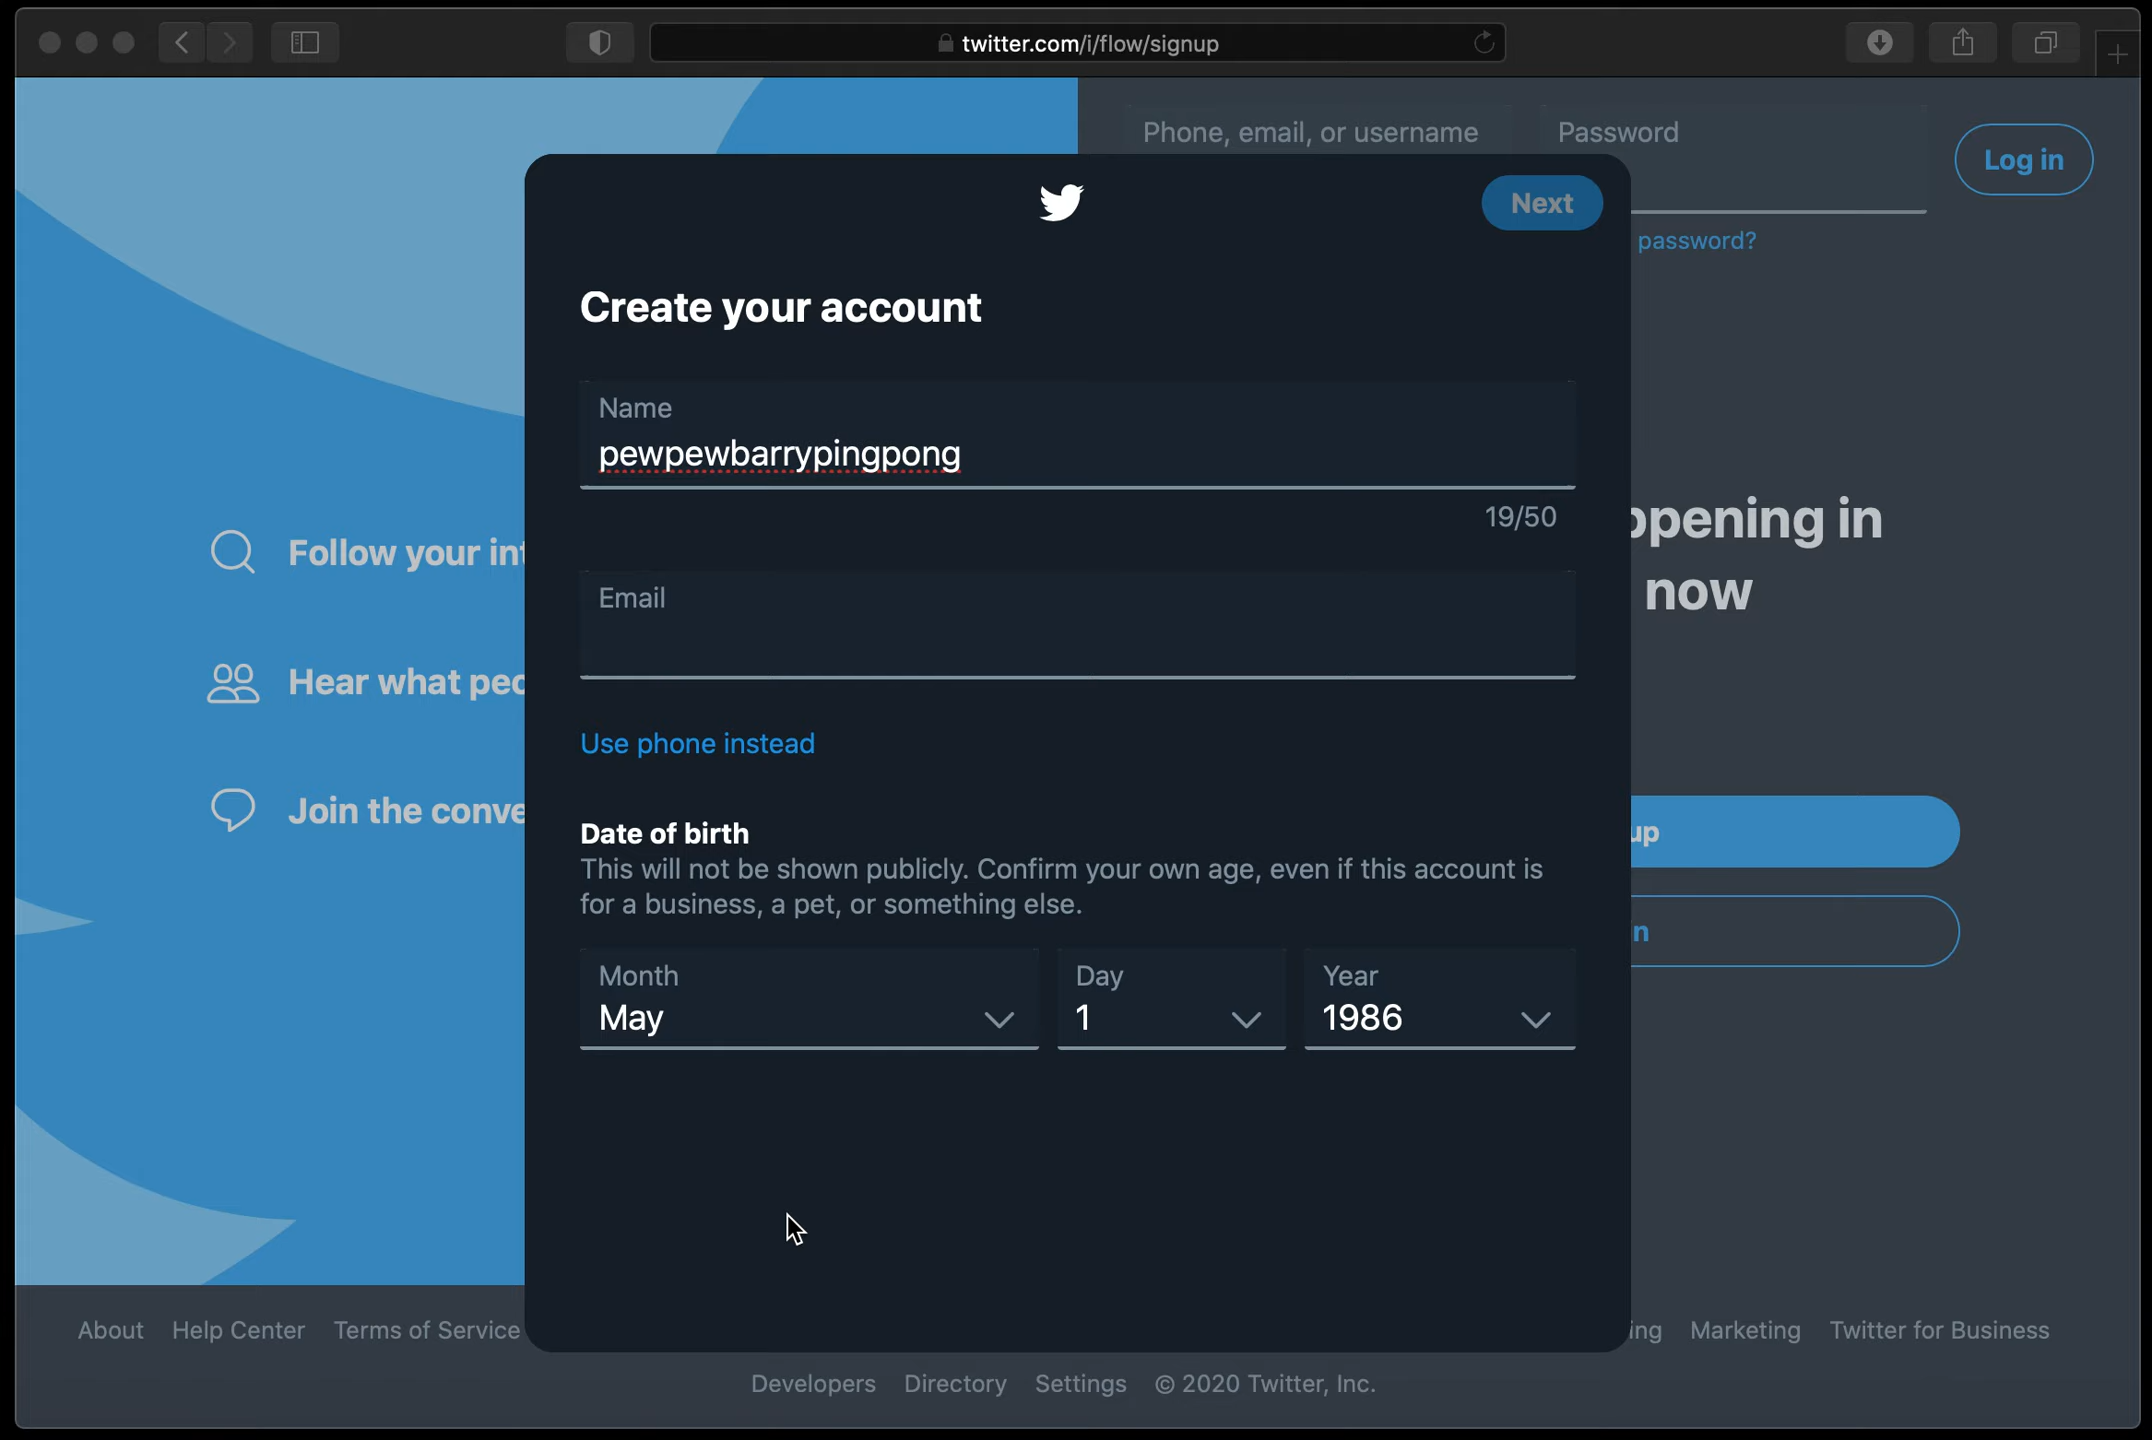 twitter.com/i/flow/signup
Phone, email, or username
Password
Log in
Next
password?
Create your account
Name
pewpewbarrypingpong
19/50
Email
Use phone instead
Date of birth
This will not be shown publicly. Confirm your own age, even if this account is
for a business, a pet, or something else.
Month
May
Day
1
Year
1986
Follow your int
Hear what peo
Join the conve
opening in
now
up
in
About Help Center Terms of Service
ing Marketing Twitter for Business
Developers Directory Settings © 2020 Twitter, Inc.